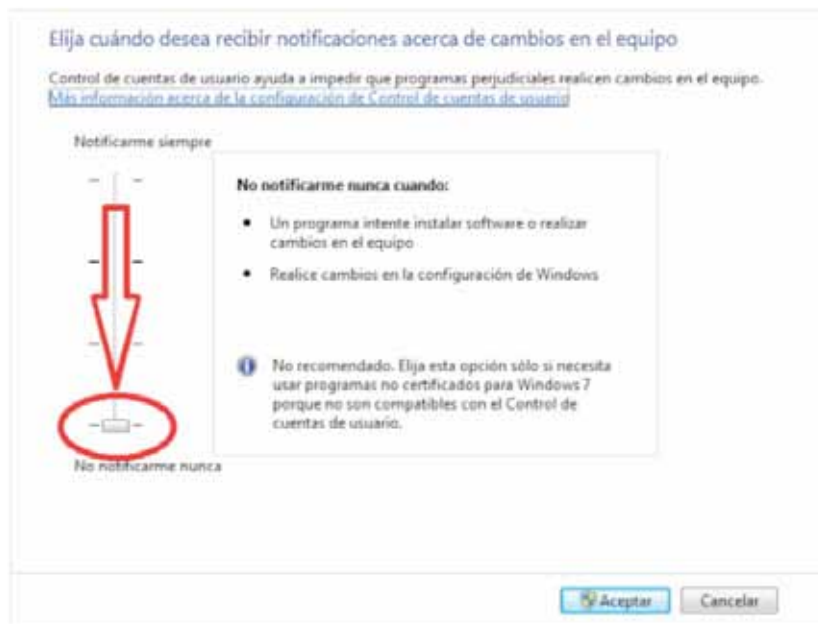 Elija cuándo desea recibir notificaciones acerca de cambios en el equipo
Control de cuentas de usuario ayuda a impedir que programas perjudiciales realicen cambios en el equipo.
Más información acerca de la configuración de Control de cuentas de usuario
Notificarme siempre
No notificarme nunca cuando:
• Un programa intente instalar software o realizar
cambios en el equipo
• Realice cambios en la configuración de Windows
No recomendado. Elija esta opción sólo si necesita
usar programas no certificados para Windows 7
porque no son compatibles con el Control de
cuentas de usuario.
No notificarme nunca
Aceptar
Cancelar